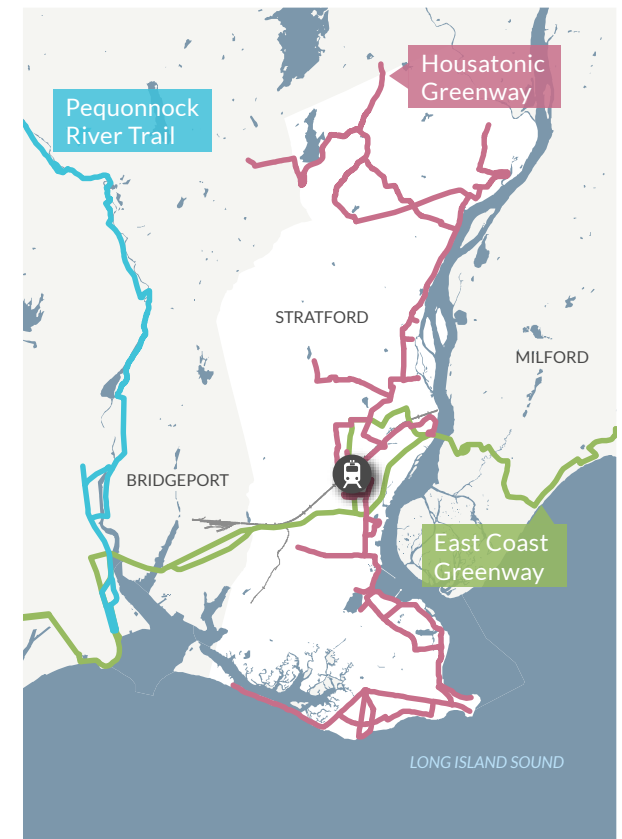 Housatonic
Greenway
Pequonnock
River Trail
STRATFORD
MILFORD
BRIDGEPORT
East Coast
Greenway
LONG ISLAND SOUND